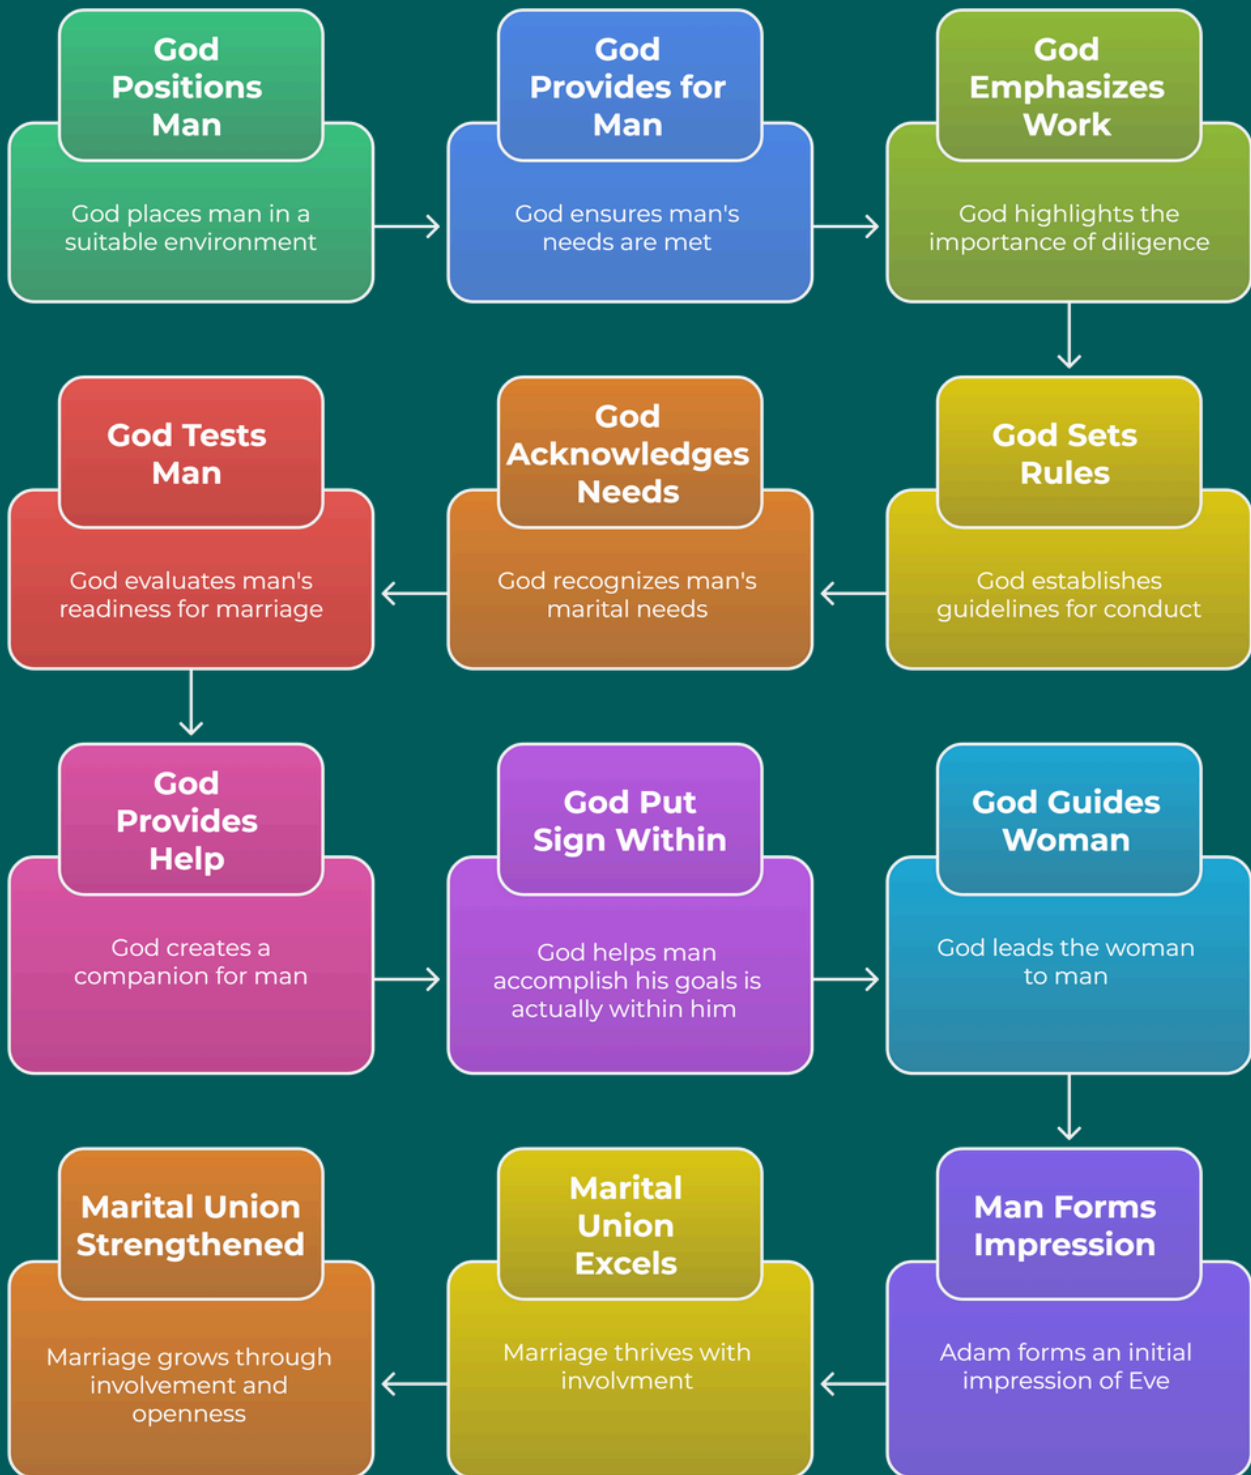 God
Positions
Man
God places man in a
suitable environment
God
Provides for
Man
God ensures man's
needs are met
God
Emphasizes
Work
God highlights the
importance of diligence
God Sets
Rules
God establishes
guidelines for conduct
God
Acknowledges
Needs
God recognizes man's
marital needs
God Tests
Man
God evaluates man's
readiness for marriage
God
Provides
Help
God creates a
companion for man
God Put
Sign Within
God helps man
accomplish his goals is
actually within him
God Guides
Woman
God leads the woman
to man
Man Forms
Impression
Adam forms an initial
impression of Eve
Marital
Union
Excels
Marriage thrives with
involvment
Marital Union
Strengthened
Marriage grows through
involvement and
openness